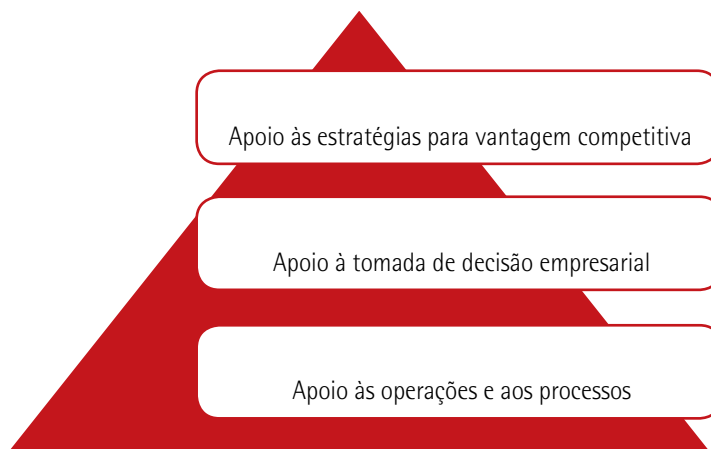 Apoio às estratégias para vantagem competitiva
Apoio à tomada de decisão empresarial
Apoio às operações e aos processos